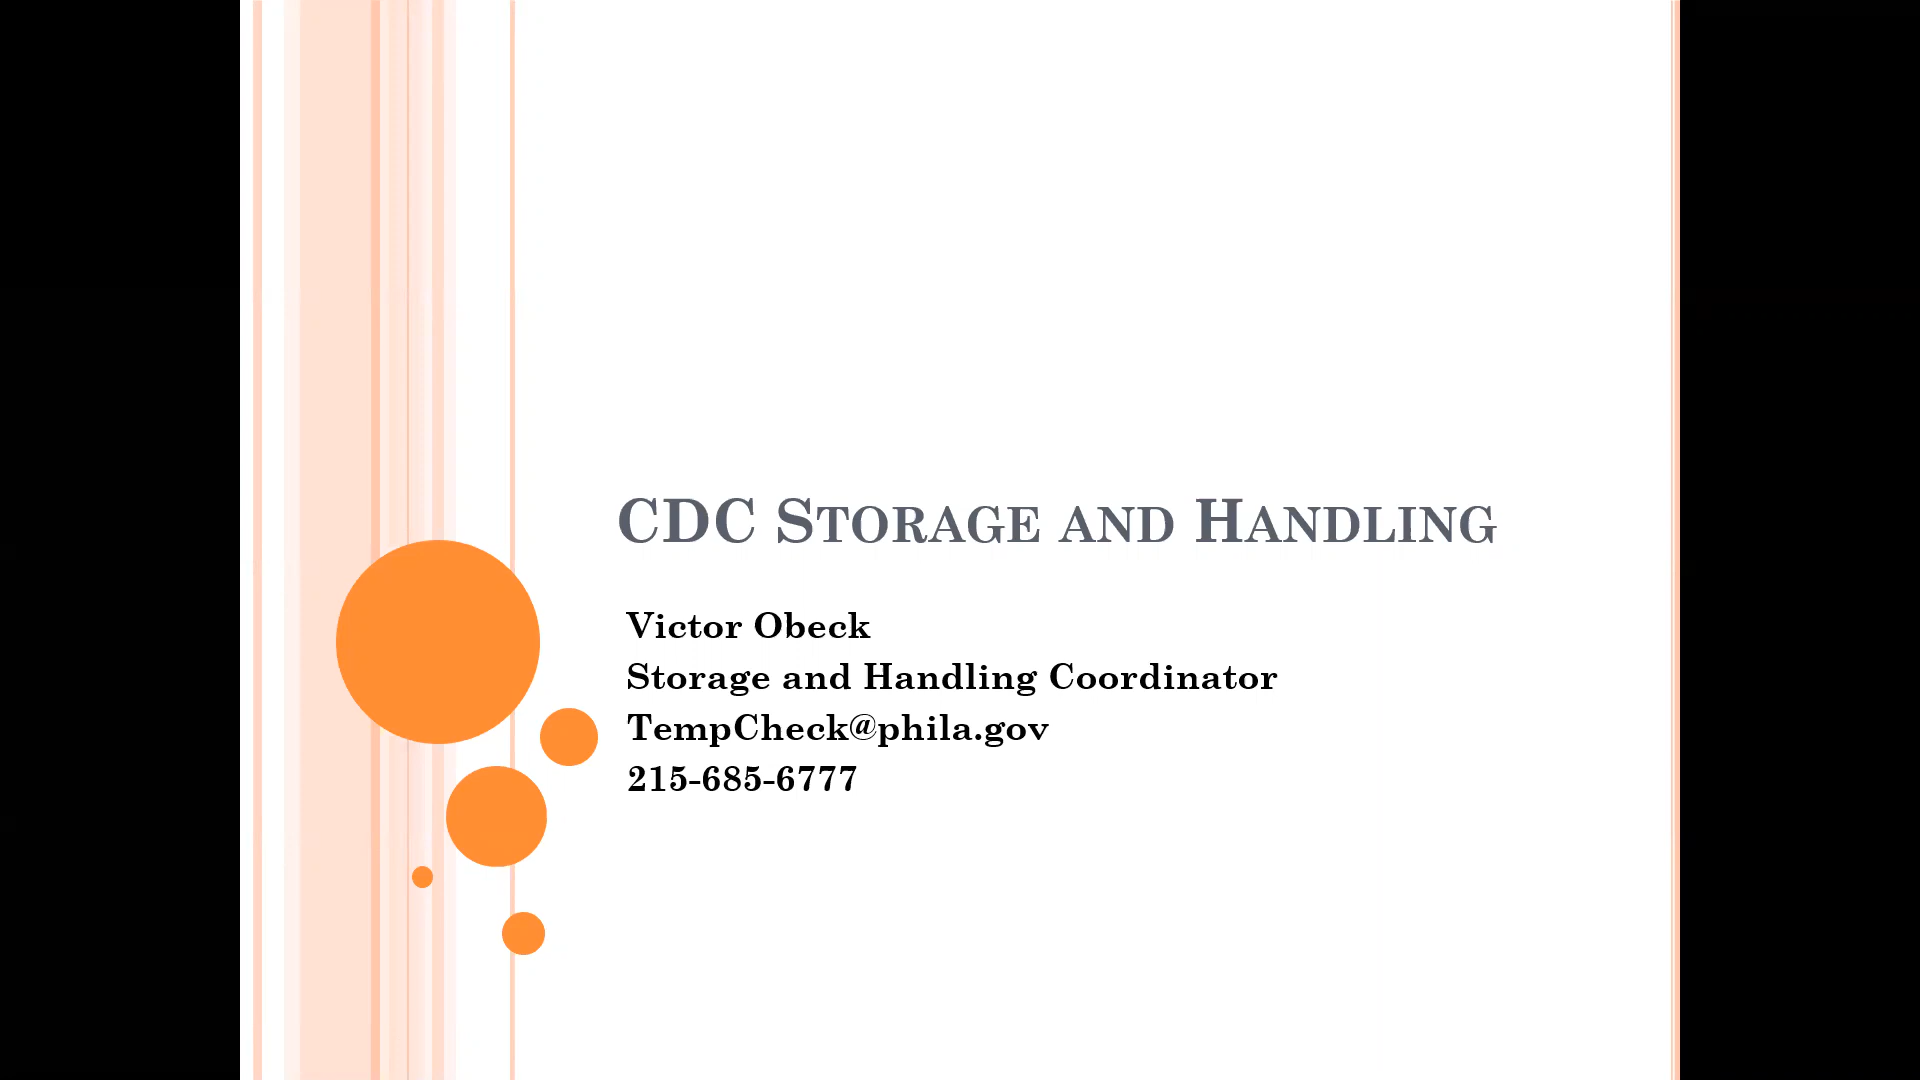 CDC Storage and Handling
Victor Obeck
Storage and Handling Coordinator
TempCheck@phila.gov
215-685-6777